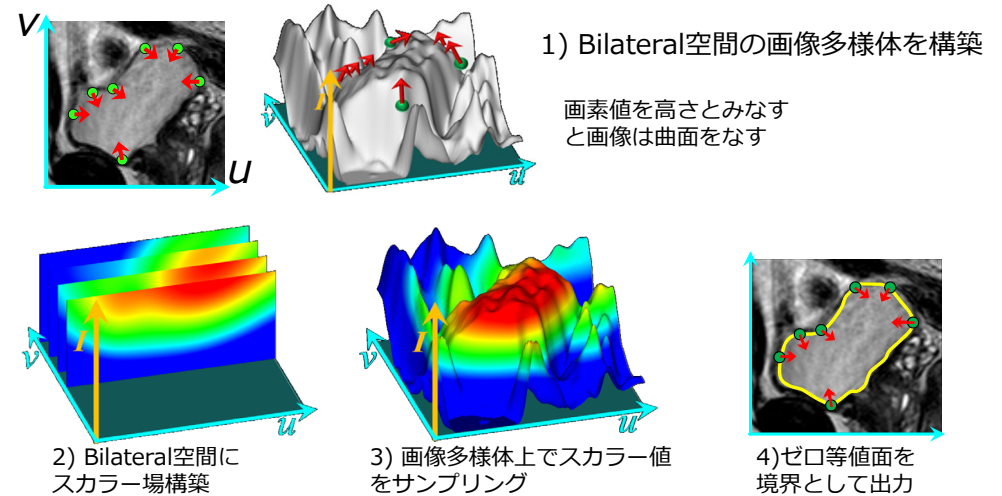 v
u
I
v
u
1) Bilateral空間の画像多様体を構築
画素値を高さとみなす
と画像は曲面をなす
I
v
u
2) Bilateral空間に
スカラー場構築
I
v
u
3) 画像多様体上でスカラー値
をサンプリング
4)ゼロ等値面を
境界として出力